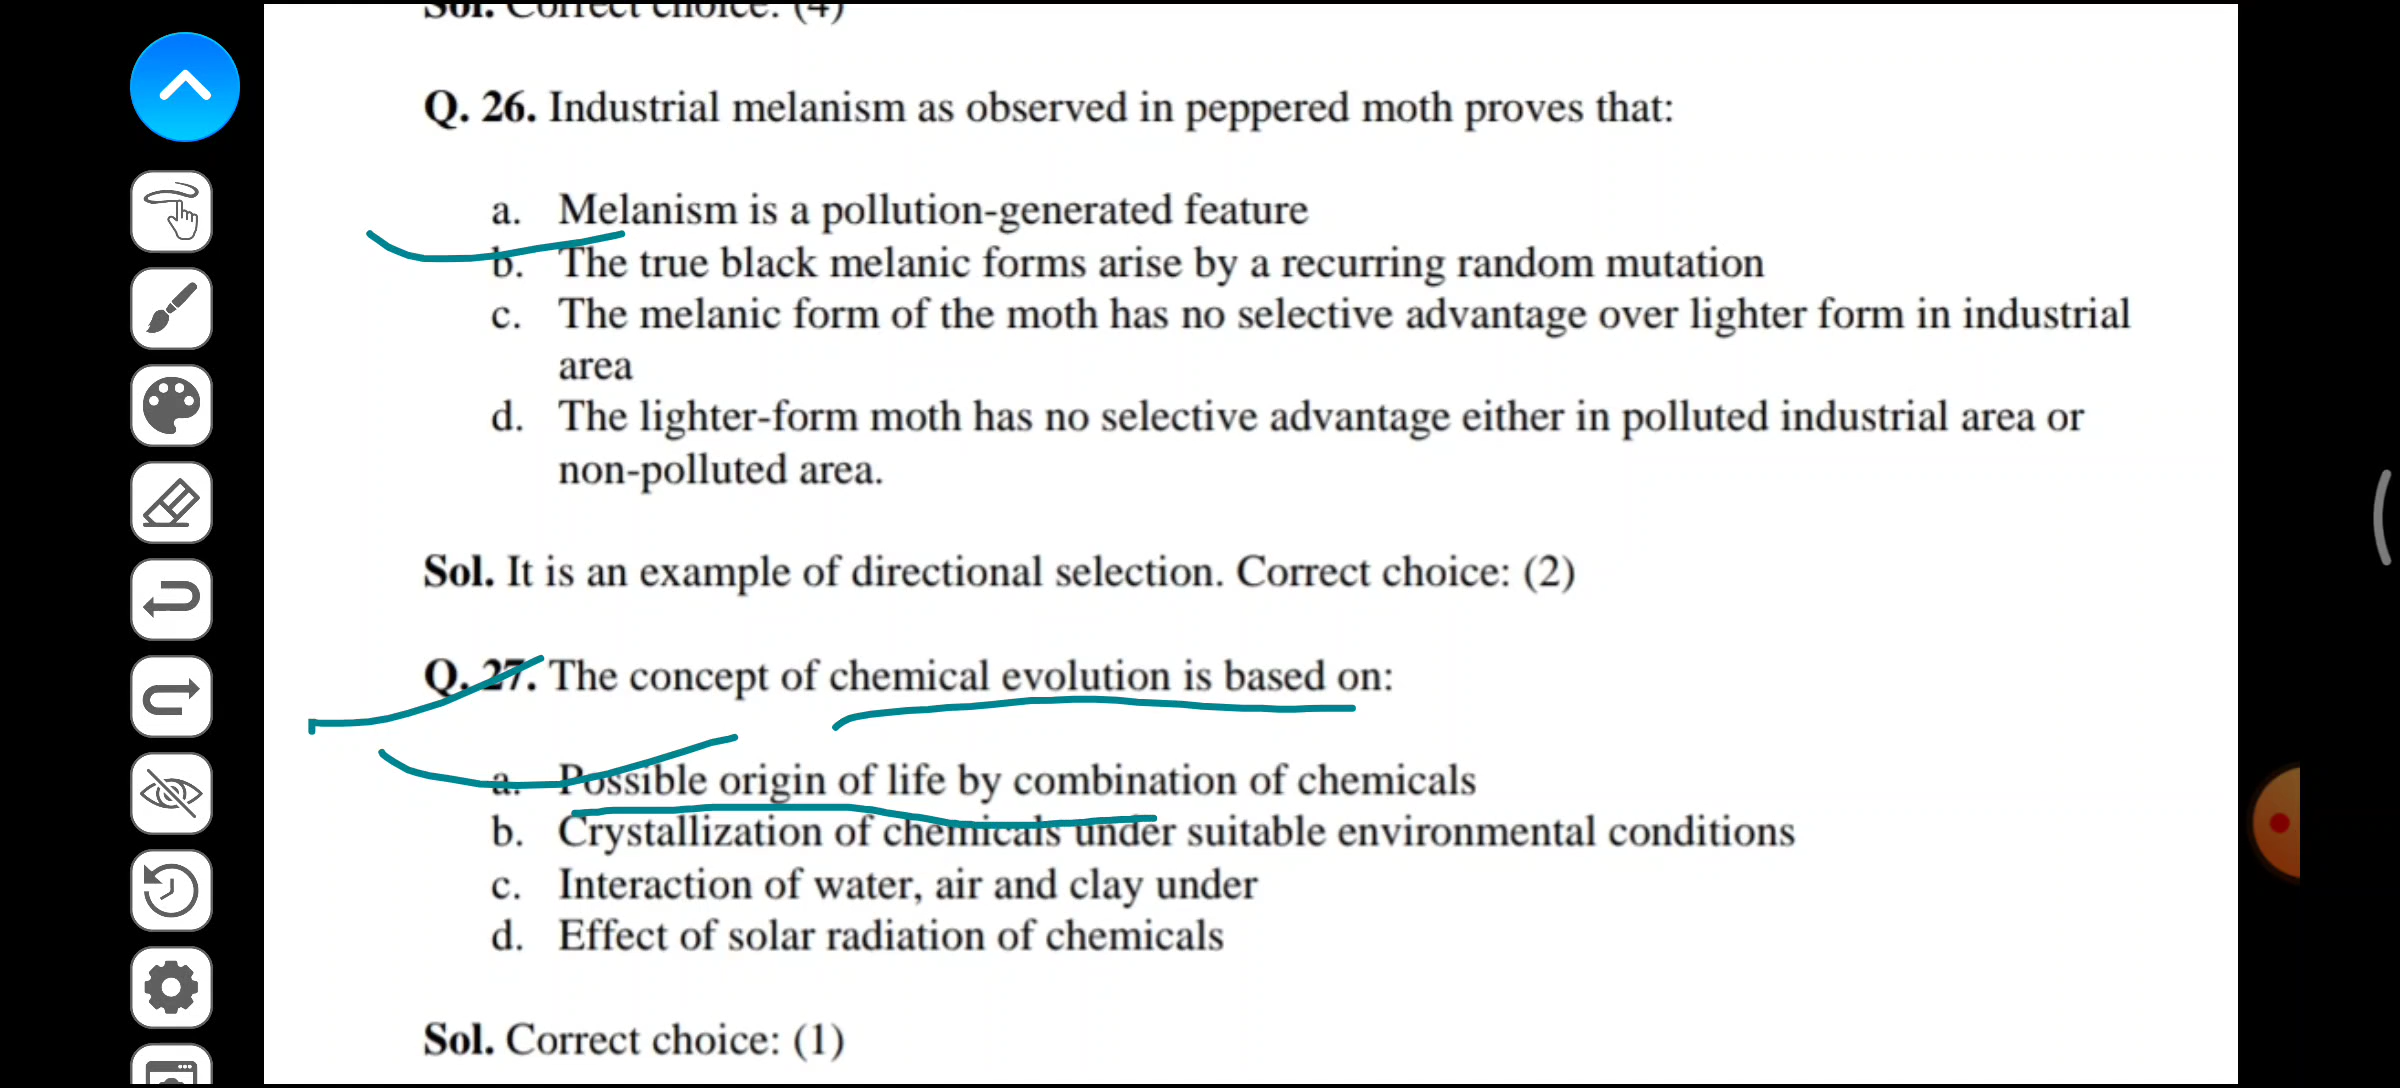 Sol. Correct choice: (4)
Q. 26. Industrial melanism as observed in peppered moth proves that:
a. Melanism is a pollution-generated feature
b. The true black melanic forms arise by a recurring random mutation
c. The melanic form of the moth has no selective advantage over lighter form in industrial
area
d. The lighter-form moth has no selective advantage either in polluted industrial area or
non-polluted area.
Sol. It is an example of directional selection. Correct choice: (2)
Q. 27. The concept of chemical evolution is based on:
a. Possible origin of life by combination of chemicals
b. Crystallization of chemicals under suitable environmental conditions
c. Interaction of water, air and clay under
d. Effect of solar radiation of chemicals
Sol. Correct choice: (1)